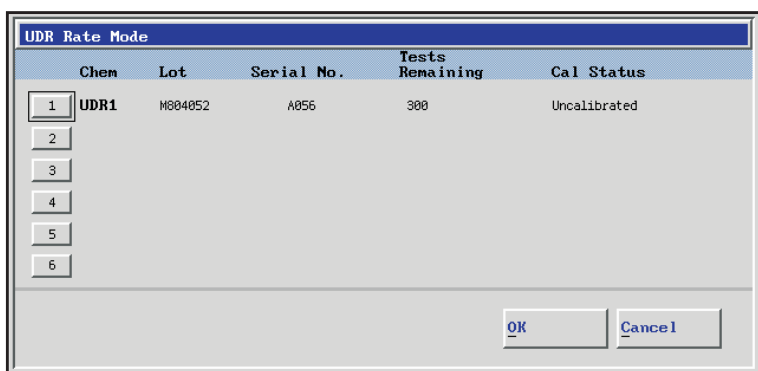 UDR Rate Mode
Chem Lot Serial No. Tests Remaining Cal Status
1 UDR1 M804052 A056 300 Uncalibrated
2
3
4
5
6
OK Cancel